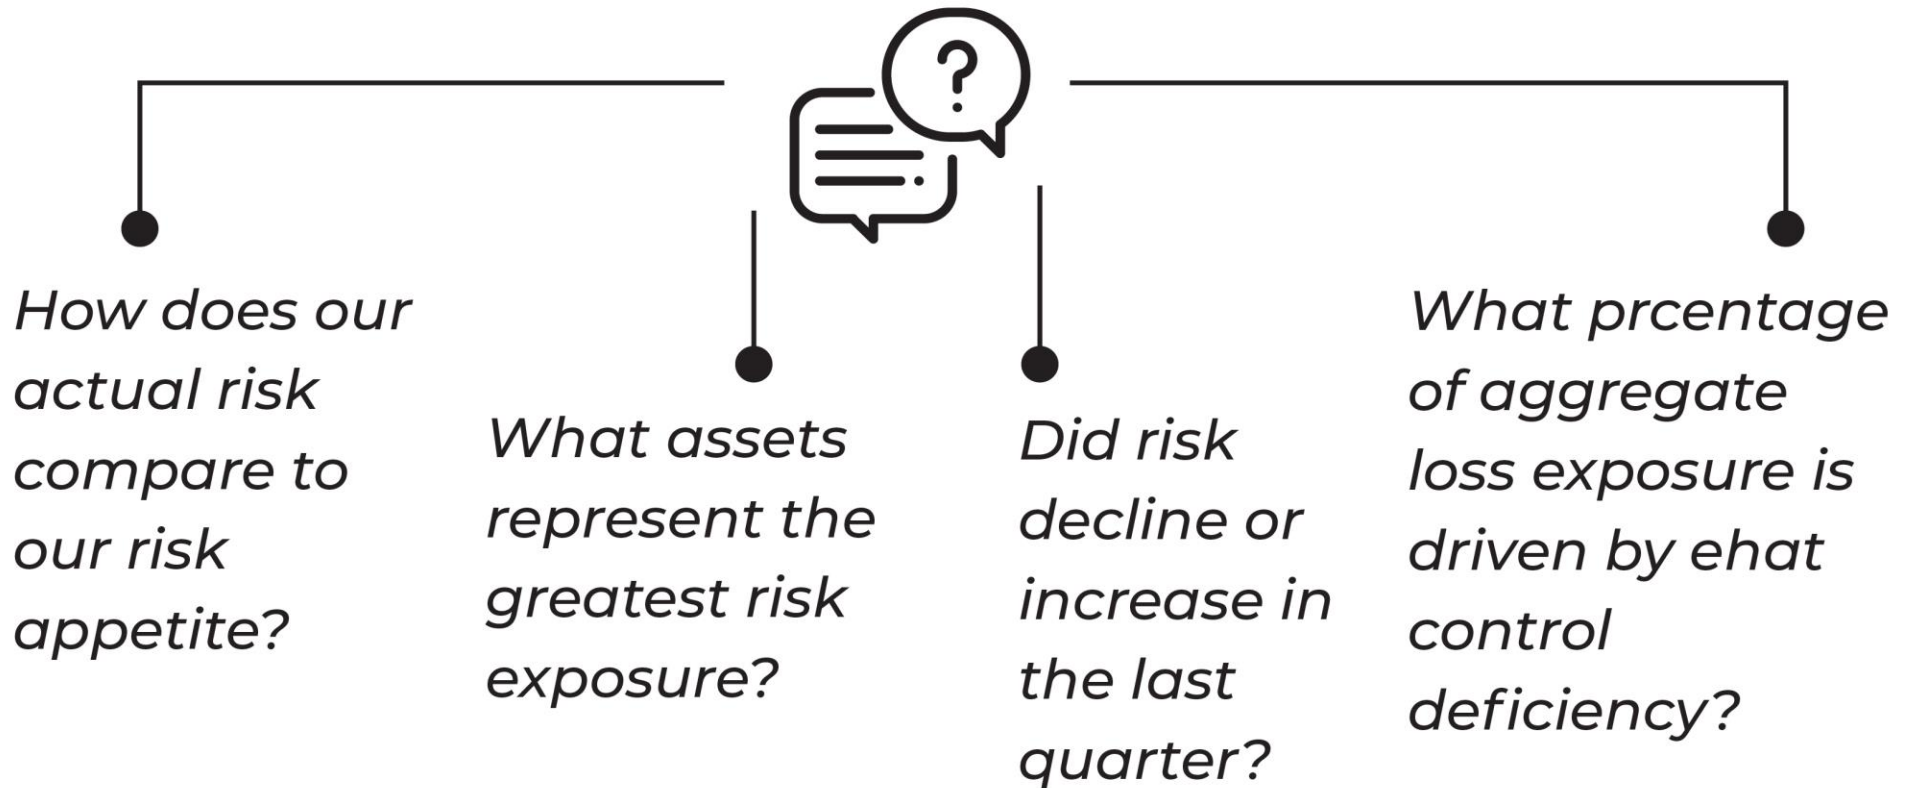 ?
How does our
actual risk
compare to
our risk
appetite?
What assets
represent the
greatest risk
exposure?
Did risk
decline or
increase in
the last
quarter?
What prcentage
of aggregate
loss exposure is
driven by ehat
control
deficiency?